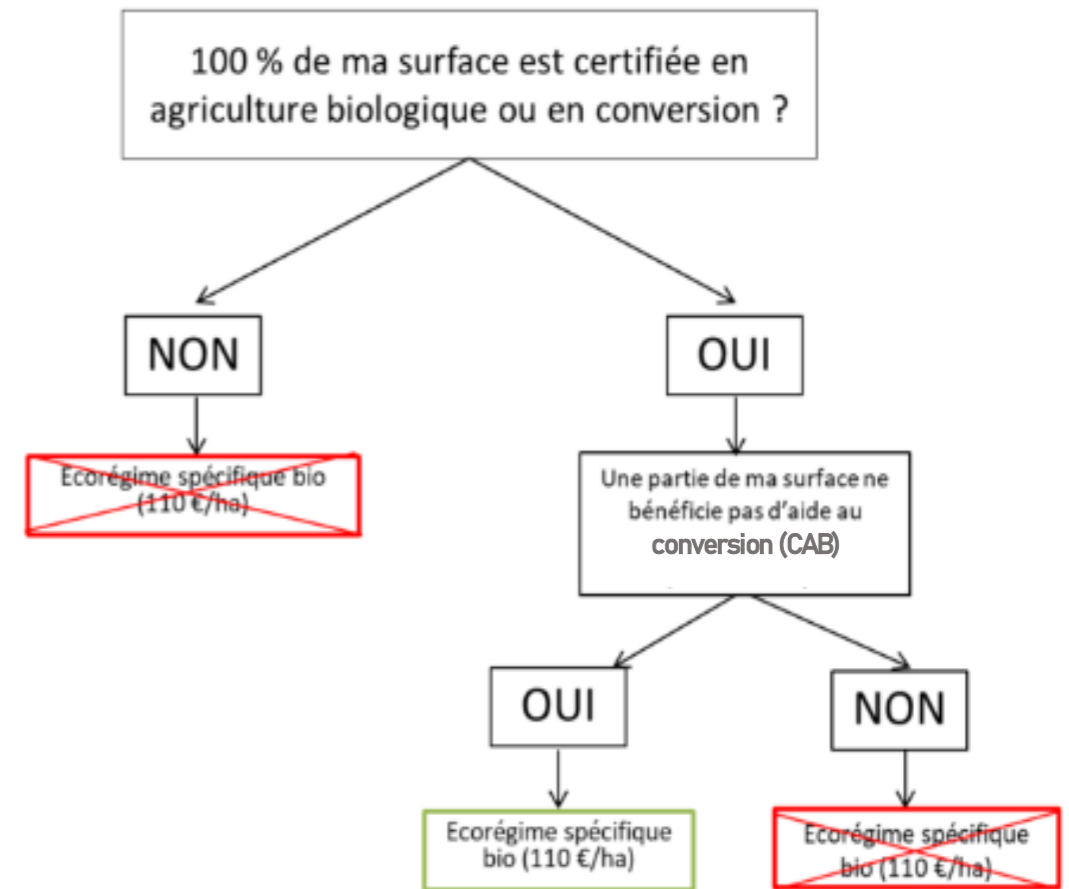 100 % de ma surface est certifiée en
agriculture biologique ou en conversion ?
NON
OUI
Ecorégime spécifique bio
(110 €/ha)
Une partie de ma surface ne
bénéficie pas d'aide au
conversion (CAB)
OUI
NON
Ecorégime spécifique
bio (110 €/ha)
Ecorégime spécifique
bio (110 €/ha)